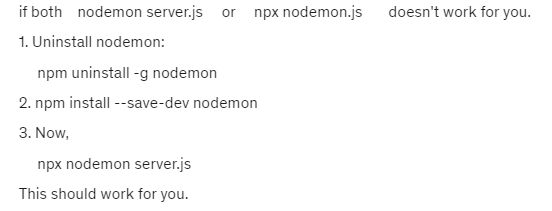 if both nodemon server.js or npx nodemon.js doesn't work for you.
1. Uninstall nodemon:
npm uninstall -g nodemon
2. npm install --save-dev nodemon
3. Now,
npx nodemon server.js
This should work for you.